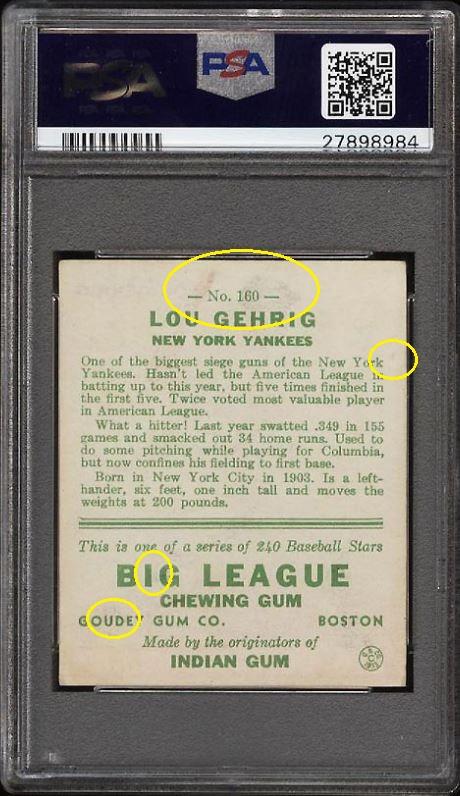 PSA
PSA
27898984
— No. 160 —
LOU GEHRIG
NEW YORK YANKEES
One of the biggest siege guns of the New York
Yankees. Hasn't led the American League in
batting up to this year, but five times finished in
the first five. Twice voted most valuable player
in American League.
What a hitter! Last year swatted .349 in 155
games and smacked out 34 home runs. Used to
do some pitching while playing for Columbia,
but now confines his fielding to first base.
Born in New York City in 1903. Is a left-
hander, six feet, one inch tall and moves the
weights at 200 pounds.
This is one of a series of 240 Baseball Stars
BIG LEAGUE
CHEWING GUM
GOUDEY GUM CO. BOSTON
Made by the originators of
INDIAN GUM